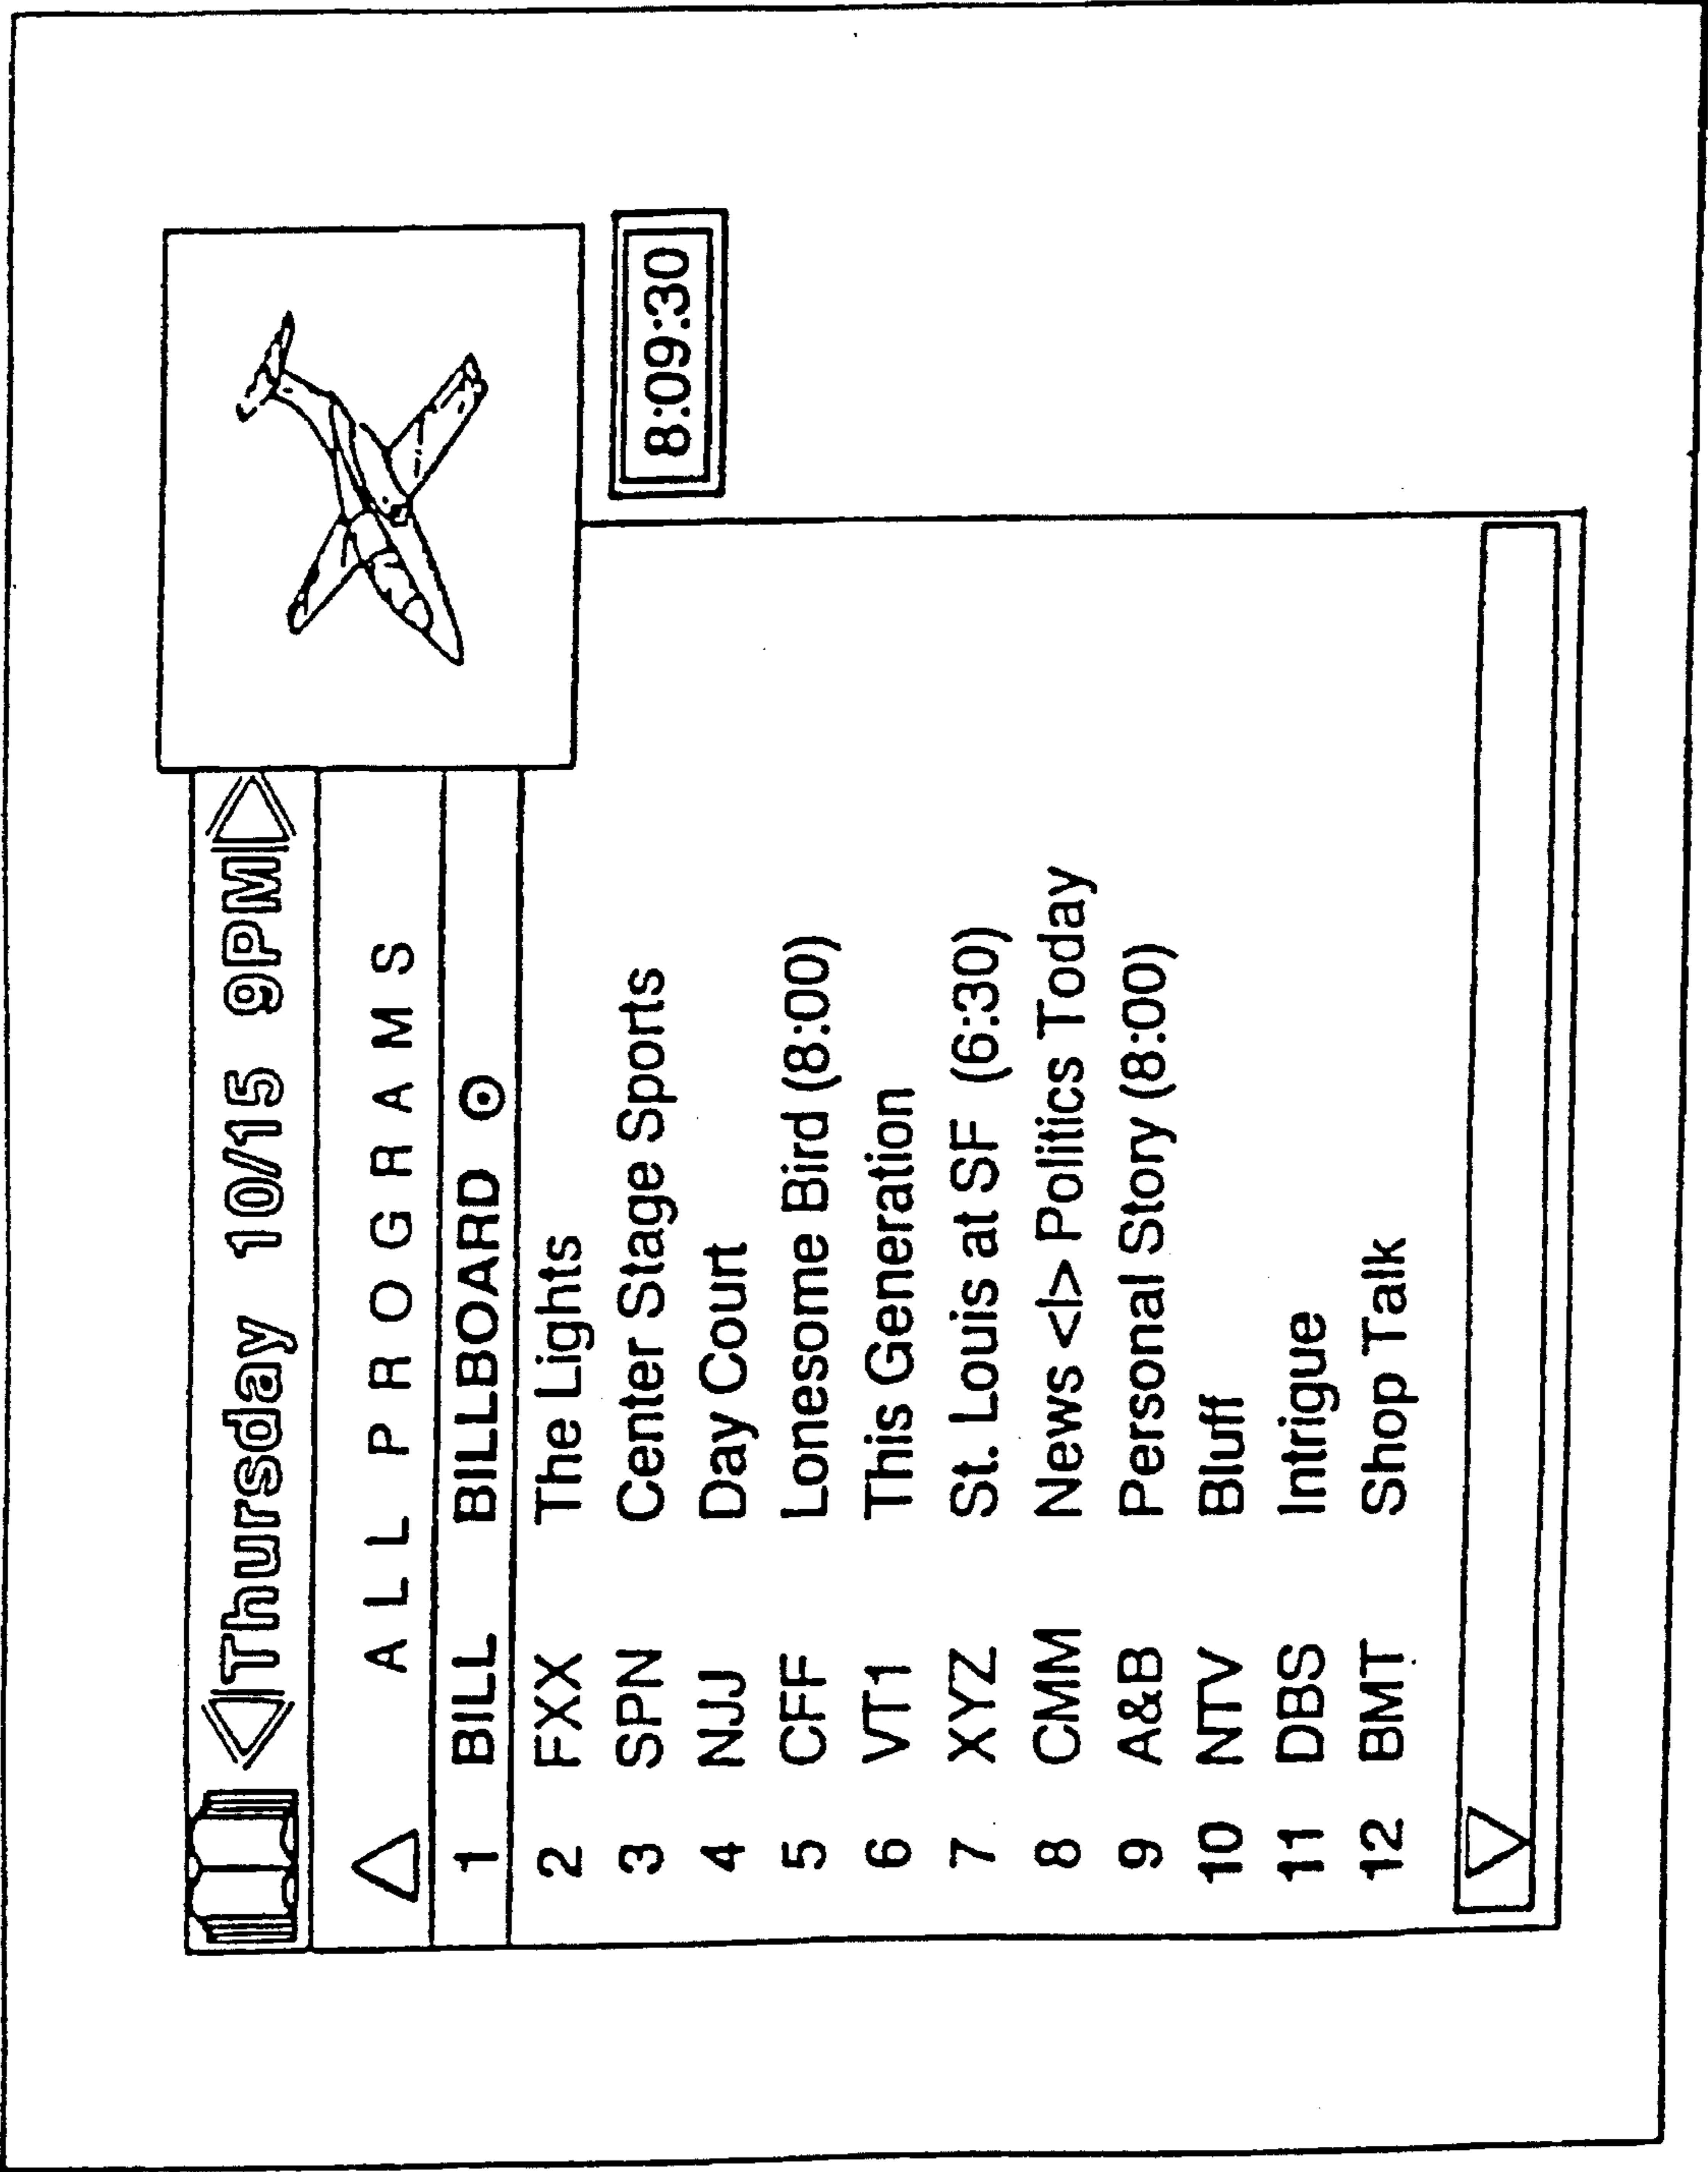 Thursday 10/15 9PM
ALL PROGRAMS
1 BILL BILLBOARD
8:09:30
2 FXX The Lights
3 SPN Center Stage Sports
4 NJJ Day Court
5 CFF Lonesome Bird (8:00)
6 VT1 This Generation
7 XYZ St. Louis at SF (6:30)
8 CMM News <I> Politics Today
9 A&B Personal Story (8:00)
10 NTV Bluff
11 DBS Intrigue
12 BMT Shop Talk